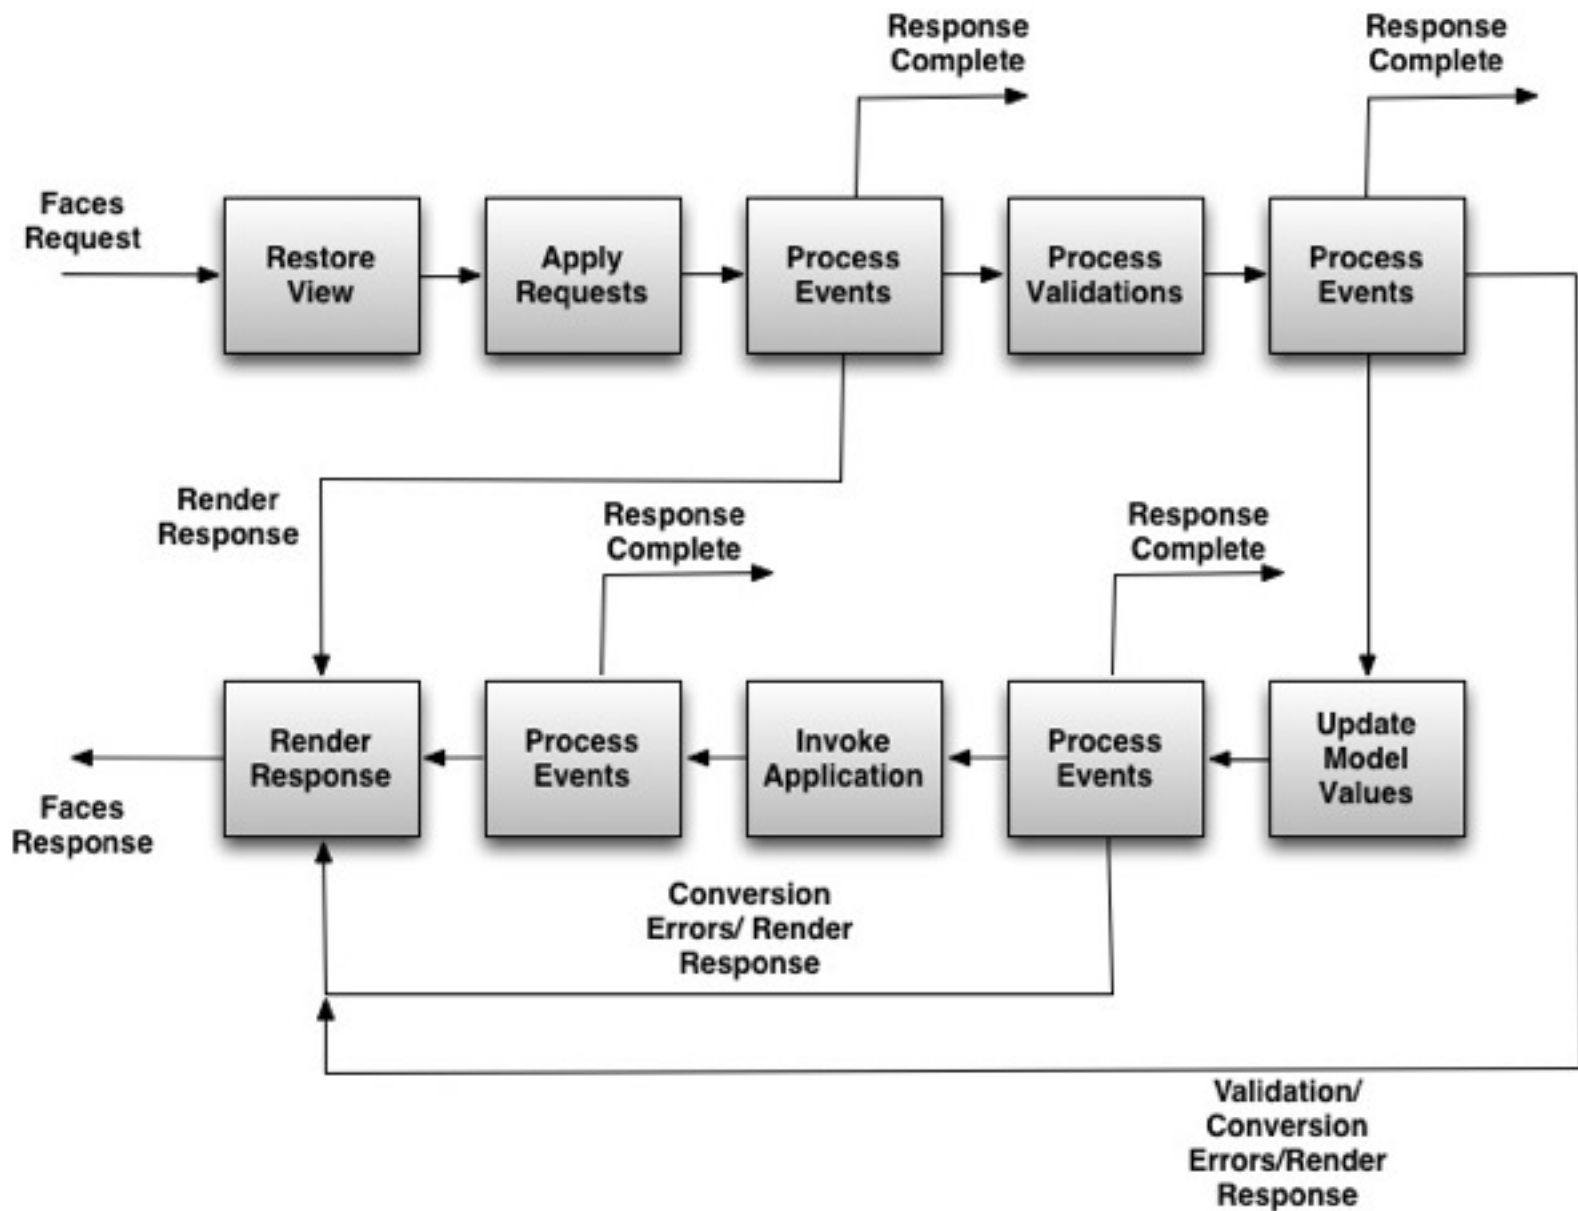 Response
Complete
Response
Complete
Faces
Request
Restore
View
Apply
Requests
Process
Events
Process
Validations
Process
Events
Render
Response
Response
Complete
Response
Complete
Render
Response
Process
Events
Invoke
Application
Process
Events
Update
Model
Values
Faces
Response
Conversion
Errors/ Render
Response
Validation/
Conversion
Errors/Render
Response